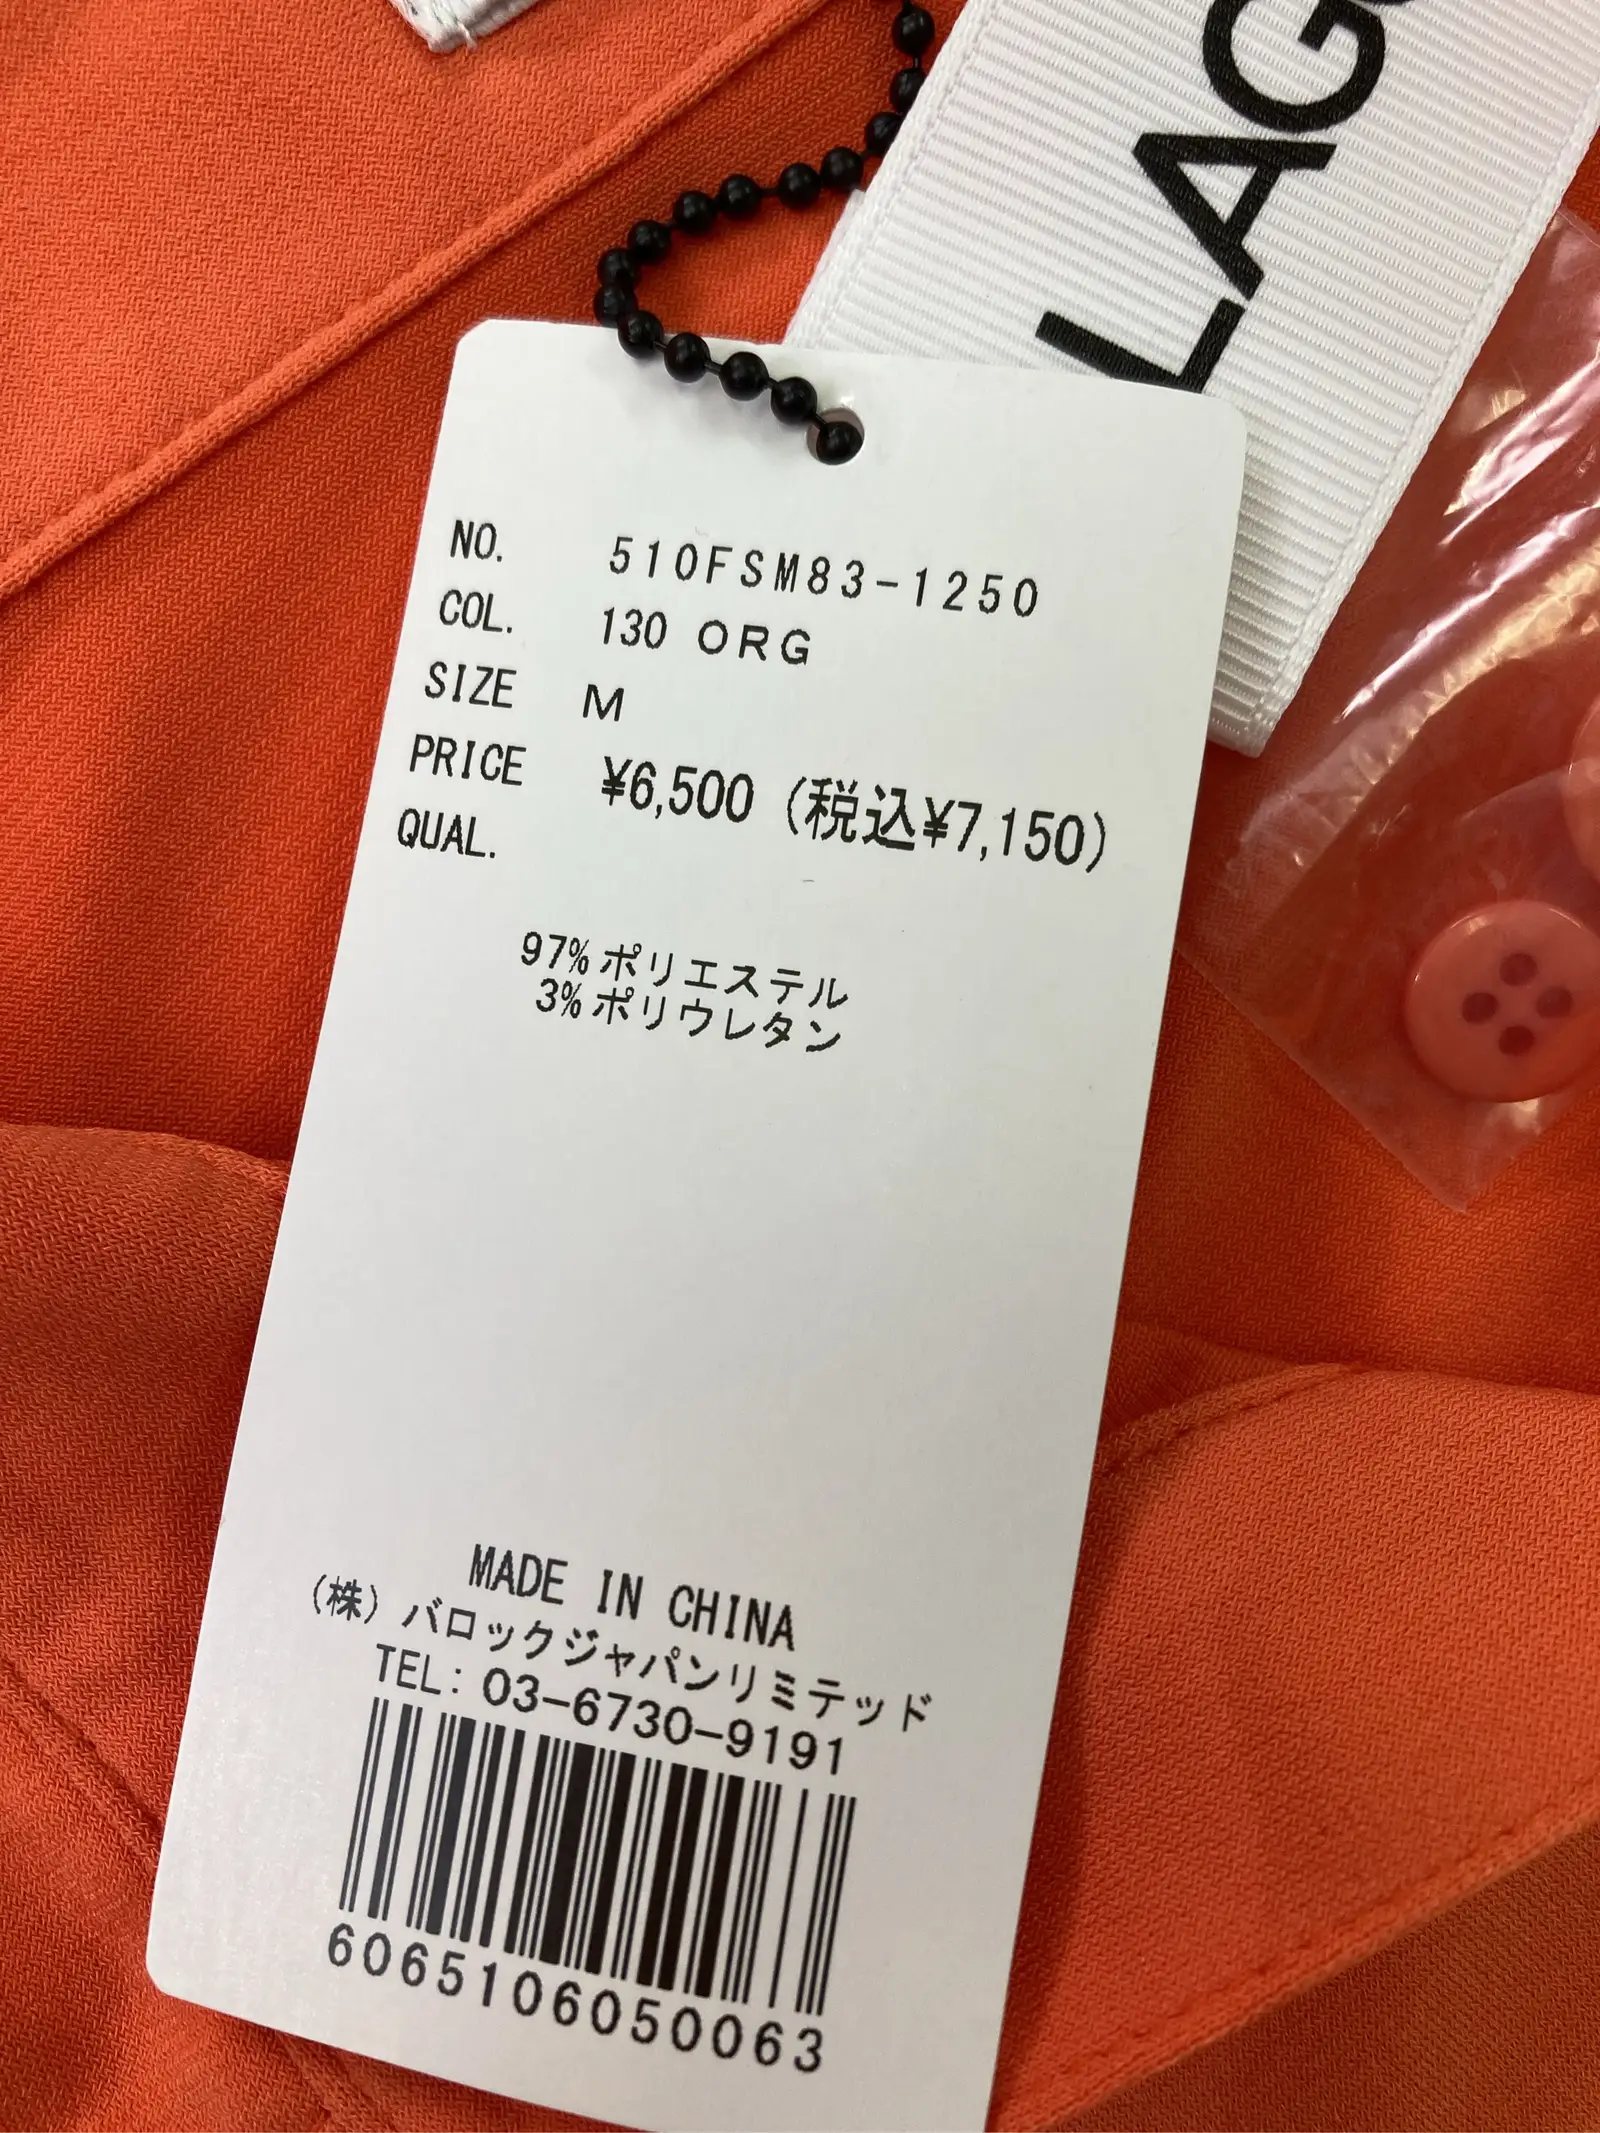 LAG
NO. 510FSM83-1250
COL. 130 ORG
SIZE M
PRICE ¥6,500 (税込¥7,150)
QUAL.
97%ポリエステル
3%ポリウレタン
MADE IN CHINA
(株)バロックジャパンリミテッド
TEL: 03-6730-9191
6065106050063